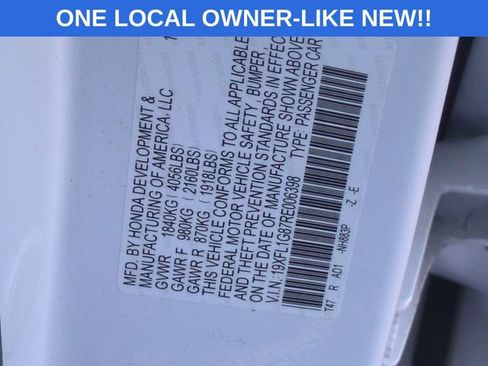 ONE LOCAL OWNER-LIKE NEW!!
MFD. BY HONDA DEVELOPMENT &
MANUFACTURING OF AMERICA, LLC
GVWR 1840KG ( 4056LBS)
GAWR F 980KG ( 2160LBS)
GAWR R 870KG ( 1918LBS)
THIS VEHICLE CONFORMS TO ALL APPLICABLE
FEDERAL MOTOR VEHICLE SAFETY, BUMPER,
AND THEFT PREVENTION STANDARDS IN EFFECT
ON THE DATE OF MANUFACTURE SHOWN ABOVE
V.I.N.:19XFL1G87RE006398 TYPE: PASSENGER CAR
T47 R AD1 -NH883P -Z -E